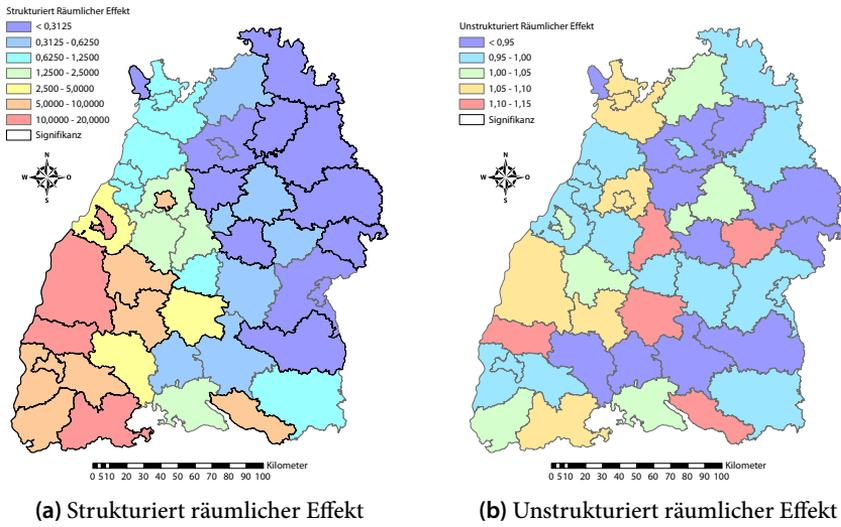 Strukturiert Räumlicher Effekt
< 0,3125
0,3125 - 0,6250
0,6250 - 1,2500
1,2500 - 2,5000
2,500 - 5,0000
5,0000 - 10,0000
10,0000 - 20,0000
Signifikanz
N
W O
S
Kilometer
0 5 10 20 30 40 50 60 70 80 90 100
(a) Strukturiert räumlicher Effekt
Unstrukturiert Räumlicher Effekt
< 0,95
0,95 - 1,00
1,00 - 1,05
1,05 - 1,10
1,10 - 1,15
Signifikanz
N
W O
S
Kilometer
0 5 10 20 30 40 50 60 70 80 90 100
(b) Unstrukturiert räumlicher Effekt